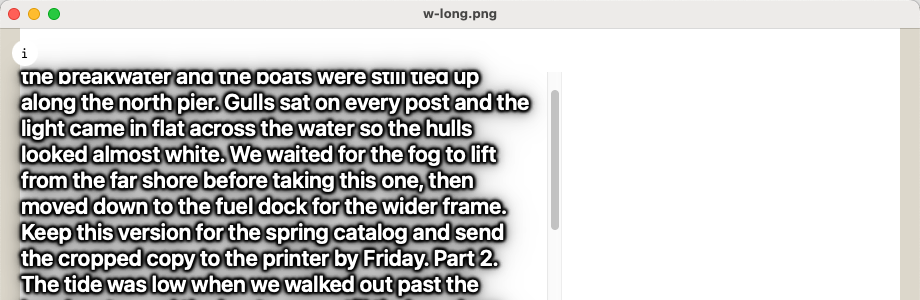 w-long.png
i
the breakwater and the boats were still tied up
along the north pier. Gulls sat on every post and the
light came in flat across the water so the hulls
looked almost white. We waited for the fog to lift
from the far shore before taking this one, then
moved down to the fuel dock for the wider frame.
Keep this version for the spring catalog and send
the cropped copy to the printer by Friday. Part 2.
The tide was low when we walked out past the